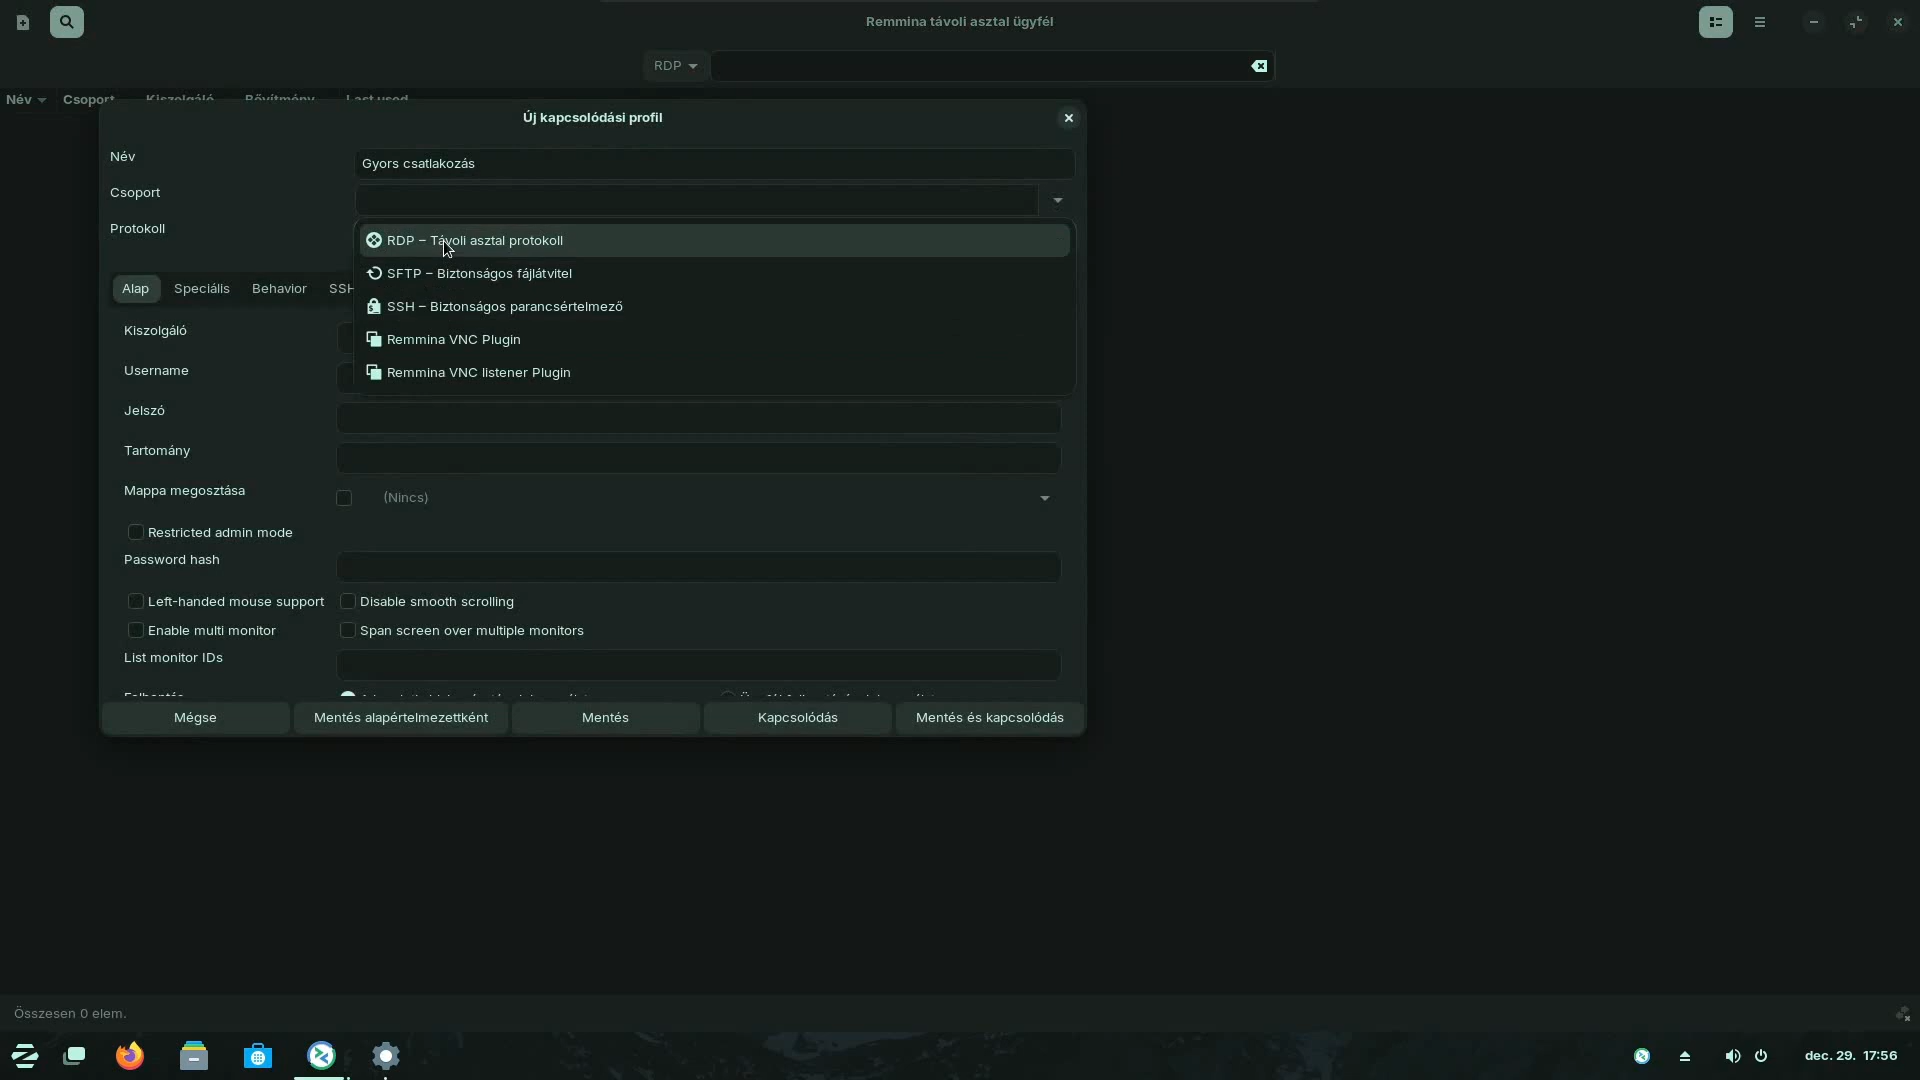 Remmina távoli asztal ügyfél
RDP
Név Csoport Kiszolgáló Bővítmény Last used
Új kapcsolódási profil
Név
Gyors csatlakozás
Csoport
Protokoll
RDP – Távoli asztal protokoll
SFTP – Biztonságos fájlátvitel
SSH – Biztonságos parancsértelmező
Remmina VNC Plugin
Remmina VNC listener Plugin
Alap Speciális Behavior SSH
Kiszolgáló
Username
Jelszó
Tartomány
Mappa megosztása
(Nincs)
Restricted admin mode
Password hash
Left-handed mouse support Disable smooth scrolling
Enable multi monitor Span screen over multiple monitors
List monitor IDs
Mégse Mentés alapértelmezettként Mentés Kapcsolódás Mentés és kapcsolódás
Összesen 0 elem.
dec. 29. 17:56